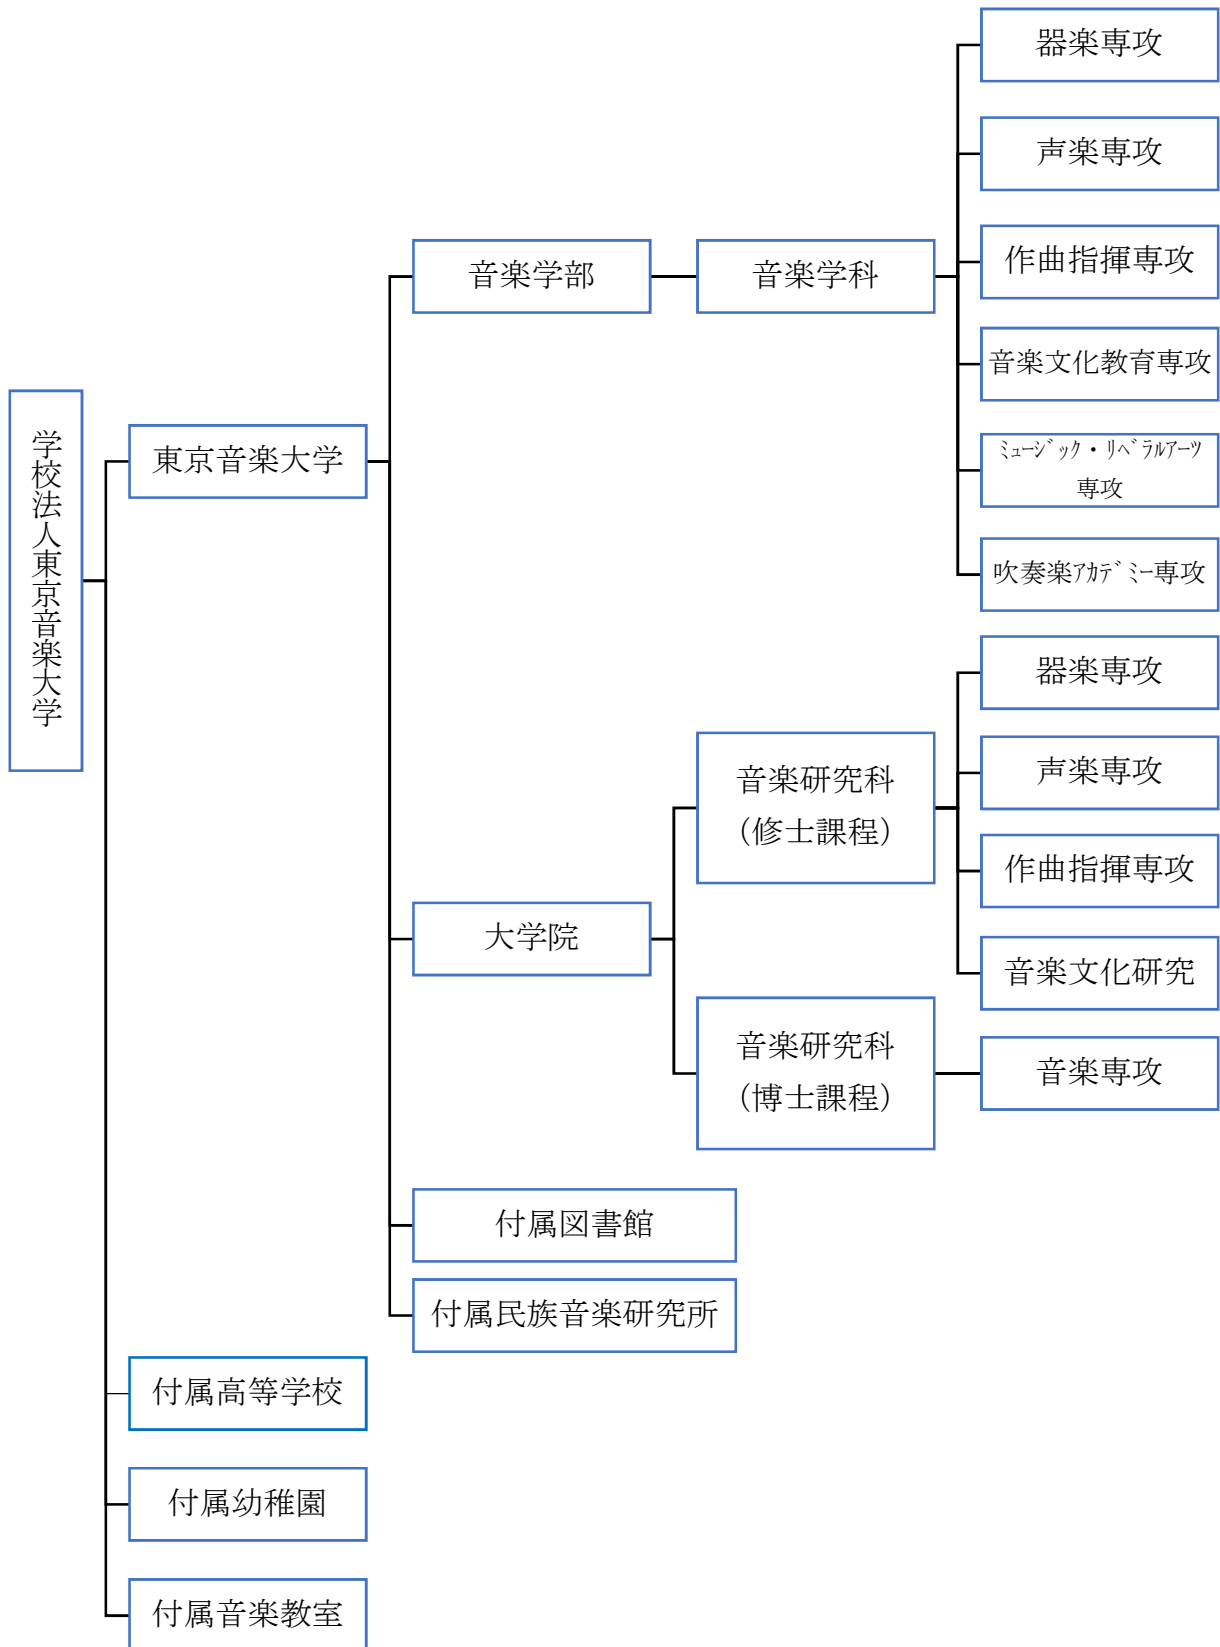 学校法人東京音楽大学
東京音楽大学
音楽学部
音楽学科
器楽専攻
声楽専攻
作曲指揮専攻
音楽文化教育専攻
ﾐｭｰｼﾞｯｸ・ﾘﾍﾞﾗﾙｱｰﾂ
専攻
吹奏楽ｱｶﾃﾞﾐｰ専攻
大学院
音楽研究科
（修士課程）
器楽専攻
声楽専攻
作曲指揮専攻
音楽文化研究
音楽研究科
（博士課程）
音楽専攻
付属図書館
付属民族音楽研究所
付属高等学校
付属幼稚園
付属音楽教室